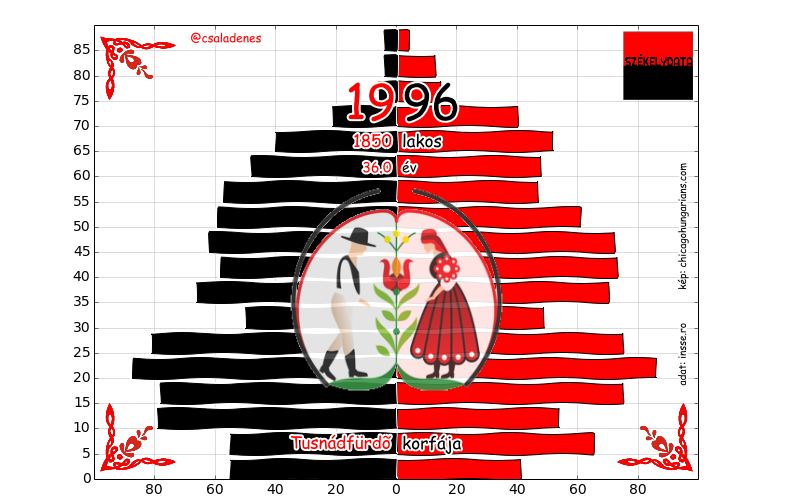 @csaladenes
SZÉKELYDATA
1996
1850 lakos
36.0 év
kép: chicagohungarians.com
adat: insse.ro
Tusnádfürdõ korfája
85
80
75
70
65
60
55
50
45
40
35
30
25
20
15
10
5
0
80 60 40 20 0 20 40 60 80